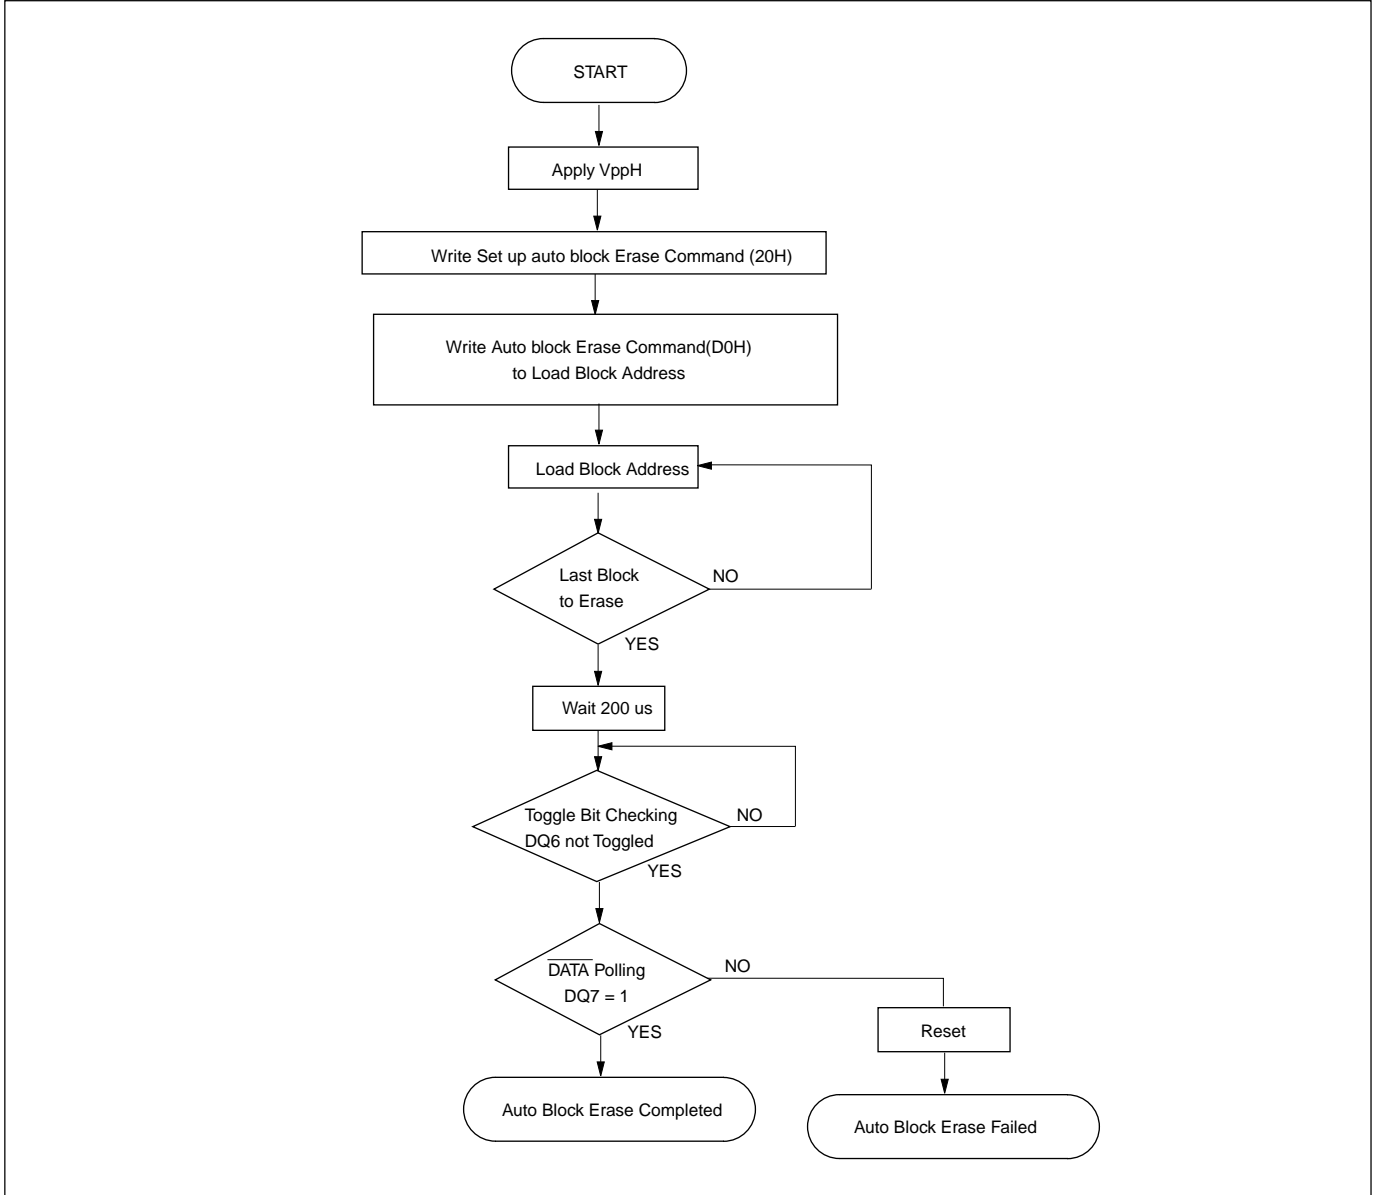 START
Apply VppH
Write Set up auto block Erase Command (20H)
Write Auto block Erase Command(D0H)
to Load Block Address
Load Block Address
Last Block
to Erase
NO
YES
Wait 200 us
Toggle Bit Checking
DQ6 not Toggled
NO
YES
D̅A̅T̅A̅ Polling
DQ7 = 1
NO
YES
Reset
Auto Block Erase Completed
Auto Block Erase Failed